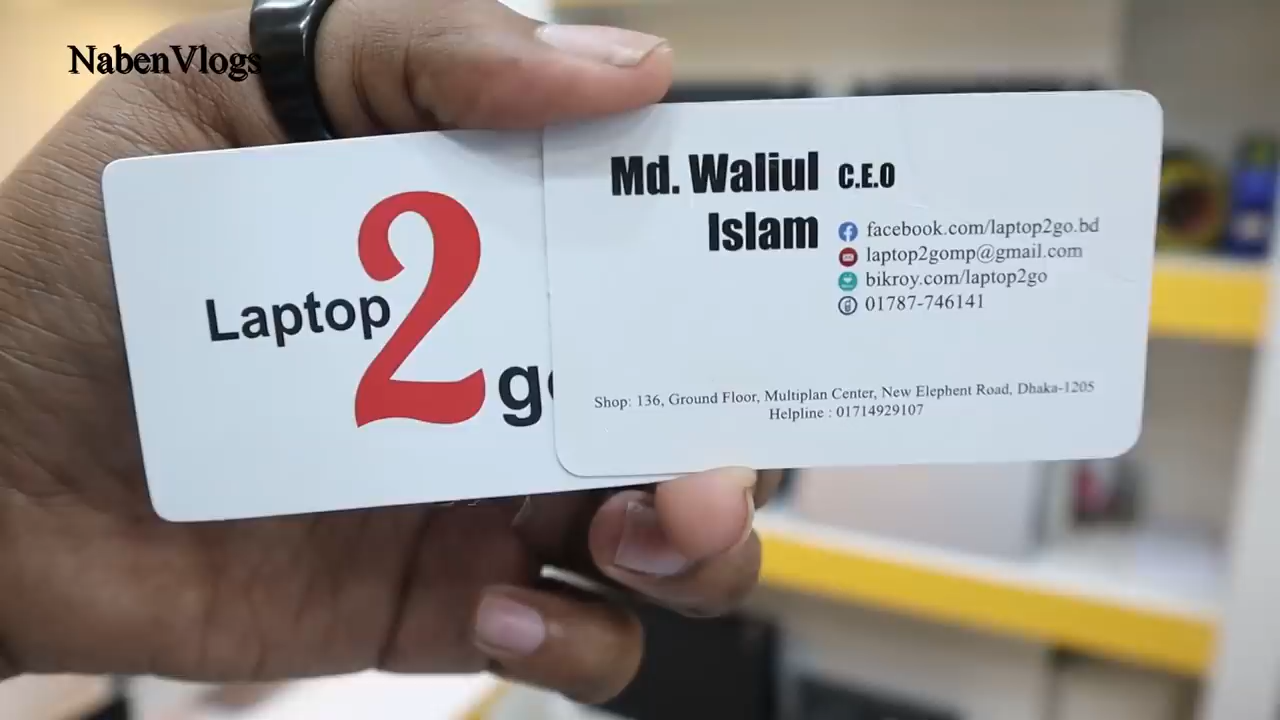 NabenVlogs
Laptop
2
go
Md. Waliul
Islam
C.E.O
facebook.com/laptop2go.bd
laptop2gomp@gmail.com
bikroy.com/laptop2go
01787-746141
Shop: 136, Ground Floor, Multiplan Center, New Elephent Road, Dhaka-1205
Helpline : 01714929107